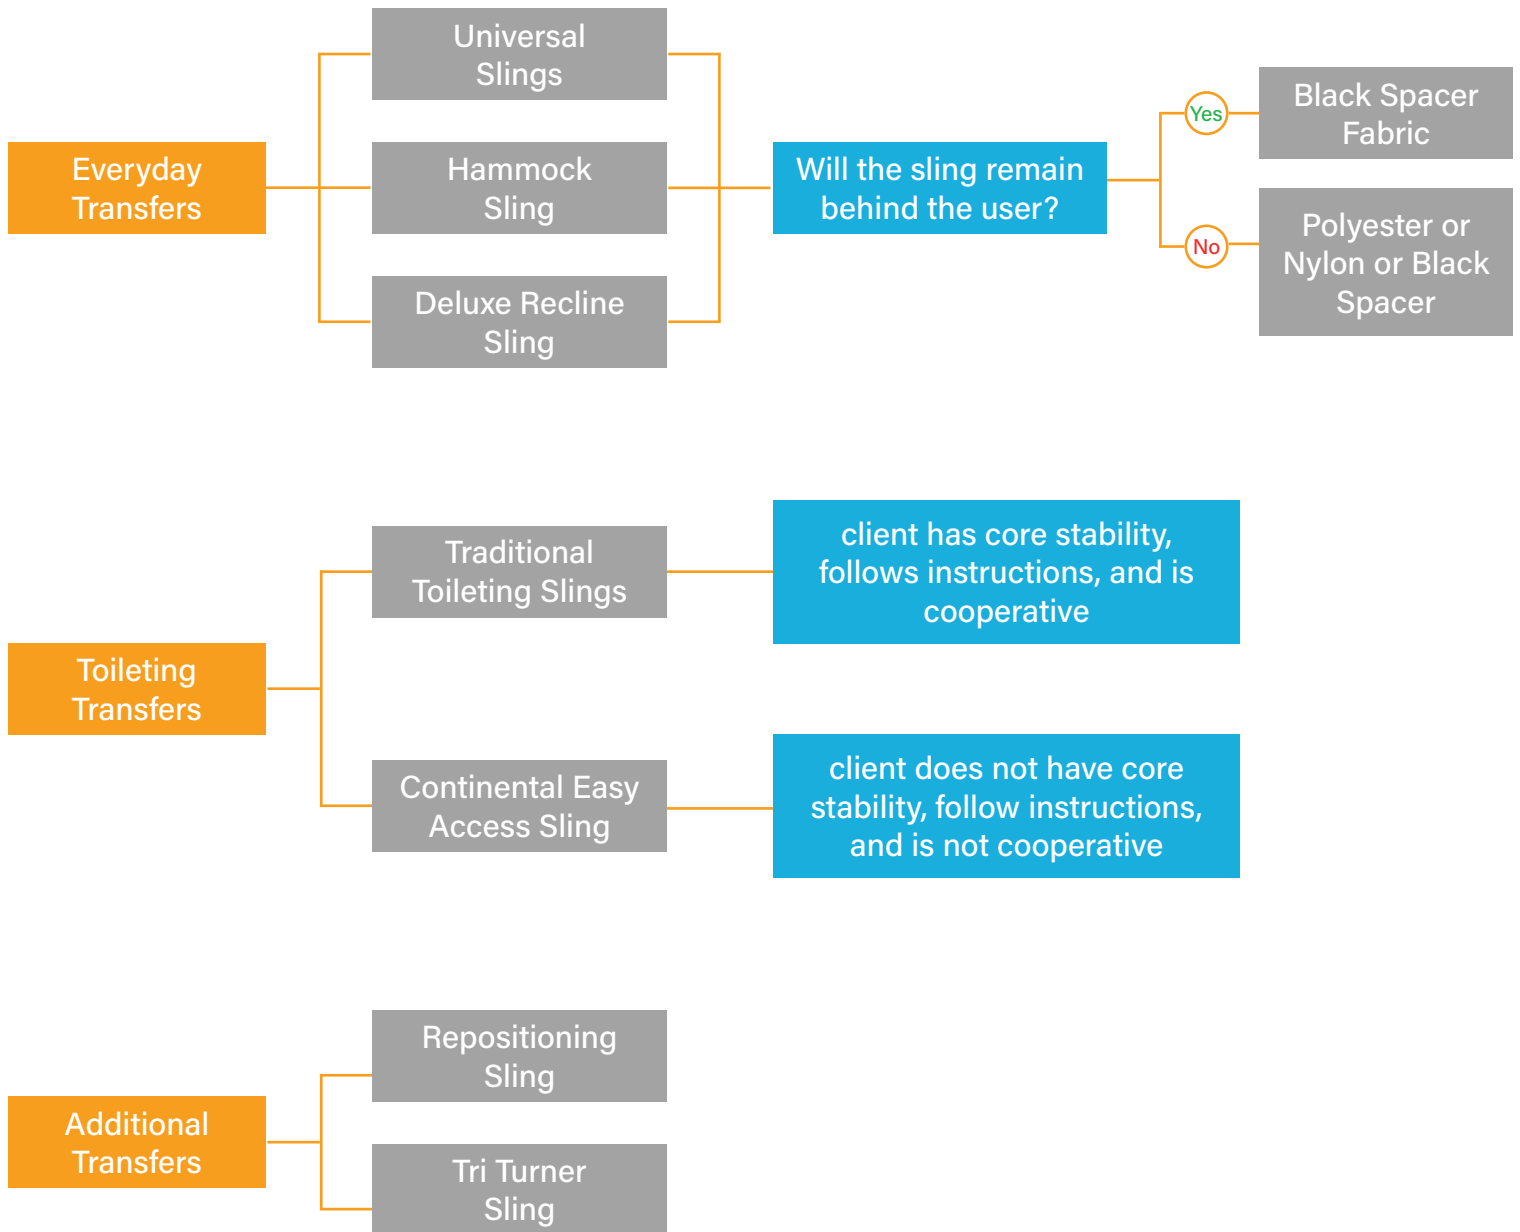 Everyday
Transfers
Universal
Slings
Hammock
Sling
Deluxe Recline
Sling
Will the sling remain
behind the user?
Yes
Black Spacer
Fabric
No
Polyester or
Nylon or Black
Spacer
Toileting
Transfers
Traditional
Toileting Slings
client has core stability,
follows instructions, and is
cooperative
Continental Easy
Access Sling
client does not have core
stability, follow instructions,
and is not cooperative
Additional
Transfers
Repositioning
Sling
Tri Turner
Sling